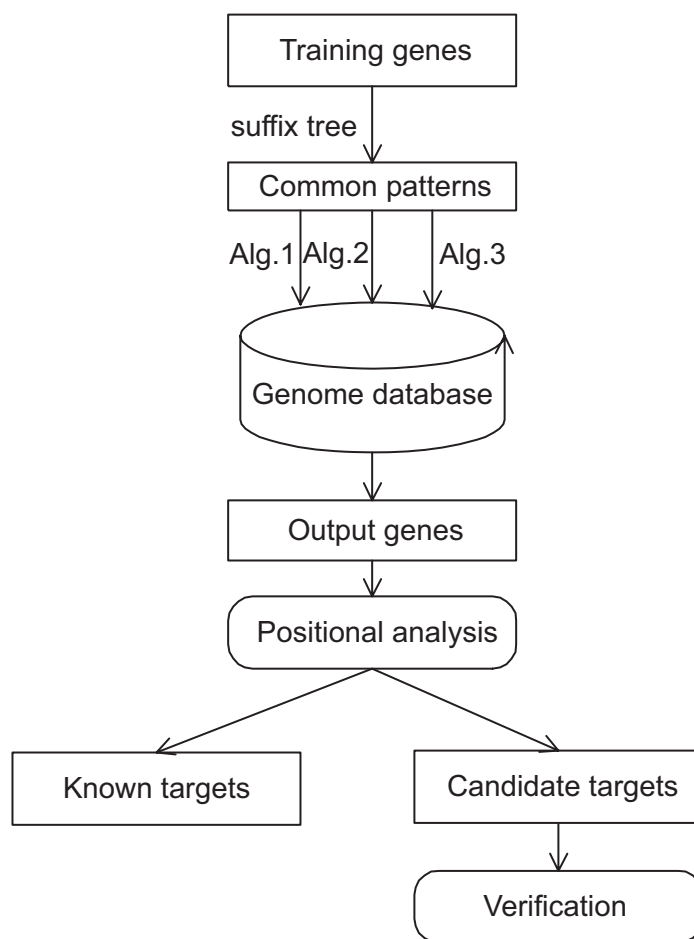 Training genes
suffix tree
Common patterns
Alg.1 Alg.2 Alg.3
Genome database
Output genes
Positional analysis
Known targets Candidate targets
Verification